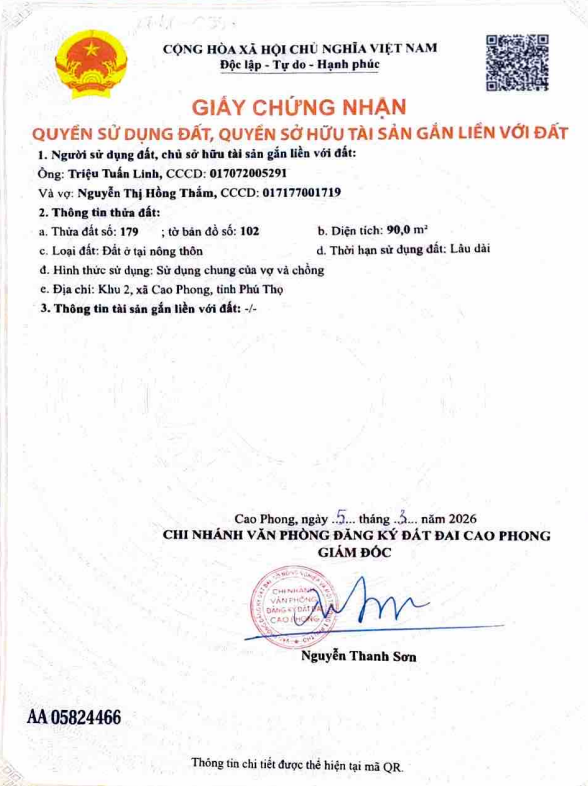 CỘNG HÒA XÃ HỘI CHỦ NGHĨA VIỆT NAM
Độc lập - Tự do - Hạnh phúc
GIẤY CHỨNG NHẬN
QUYỀN SỬ DỤNG ĐẤT, QUYỀN SỞ HỮU TÀI SẢN GẮN LIỀN VỚI ĐẤT
1. Người sử dụng đất, chủ sở hữu tài sản gắn liền với đất:
Ông: Triệu Tuấn Linh, CCCD: 017072005291
Và vợ: Nguyễn Thị Hồng Thắm, CCCD: 017177001719
2. Thông tin thửa đất:
a. Thửa đất số: 179 ; tờ bản đồ số: 102 b. Diện tích: 90,0 m²
c. Loại đất: Đất ở tại nông thôn d. Thời hạn sử dụng đất: Lâu dài
đ. Hình thức sử dụng: Sử dụng chung của vợ và chồng
e. Địa chỉ: Khu 2, xã Cao Phong, tỉnh Phú Thọ
3. Thông tin tài sản gắn liền với đất: -/-
Cao Phong, ngày ..5... tháng ..3... năm 2026
CHI NHÁNH VĂN PHÒNG ĐĂNG KÝ ĐẤT ĐAI CAO PHONG
GIÁM ĐỐC
CHI NHÁNH
VĂN PHÒNG
ĐĂNG KÝ ĐẤT ĐAI
CAO PHONG
Nguyễn Thanh Sơn
AA 05824466
Thông tin chi tiết được thể hiện tại mã QR.